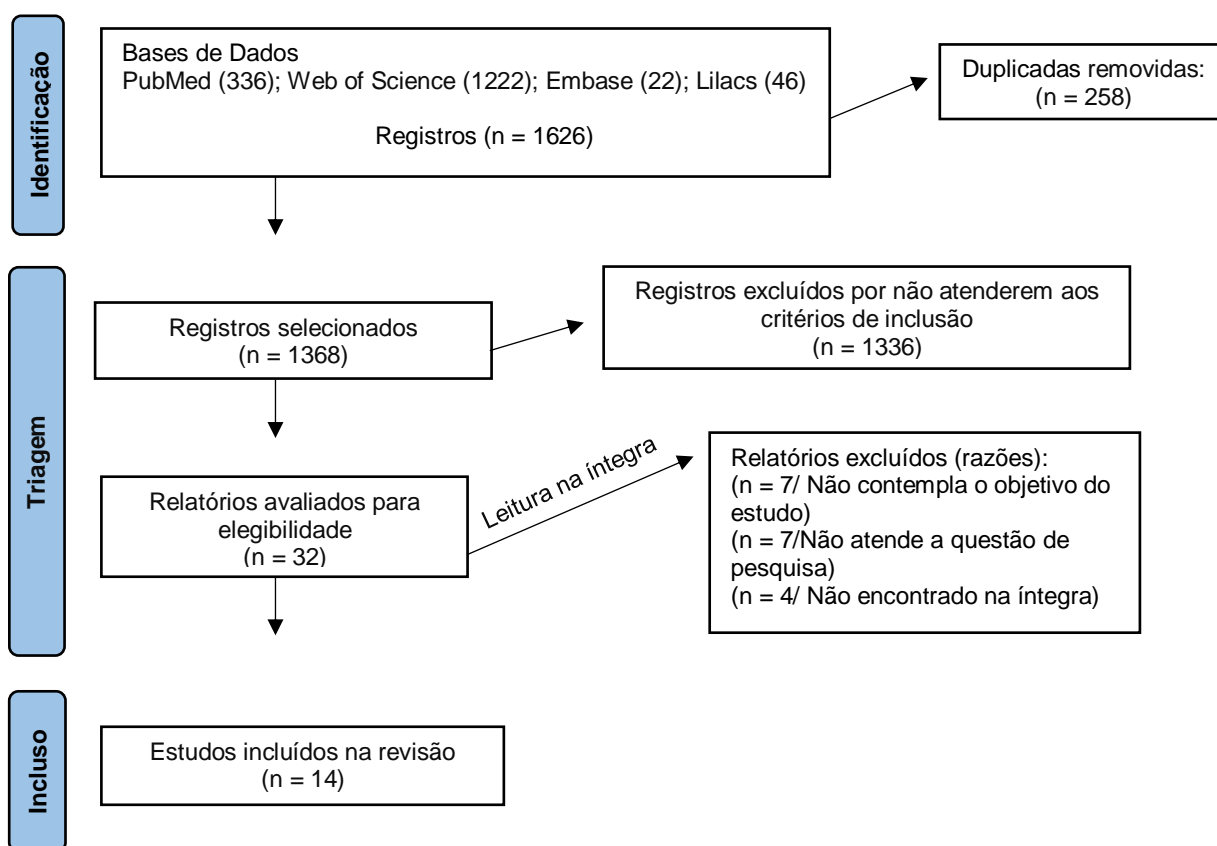 Identificação
Bases de Dados
PubMed (336); Web of Science (1222); Embase (22); Lilacs (46)
Registros (n = 1626)
Duplicadas removidas:
(n = 258)
Triagem
Registros selecionados
(n = 1368)
Registros excluídos por não atenderem aos
critérios de inclusão
(n = 1336)
Relatórios avaliados para
elegibilidade
(n = 32)
Leitura na íntegra
Relatórios excluídos (razões):
(n = 7/ Não contempla o objetivo do
estudo)
(n = 7/Não atende a questão de
pesquisa)
(n = 4/ Não encontrado na íntegra)
Incluso
Estudos incluídos na revisão
(n = 14)